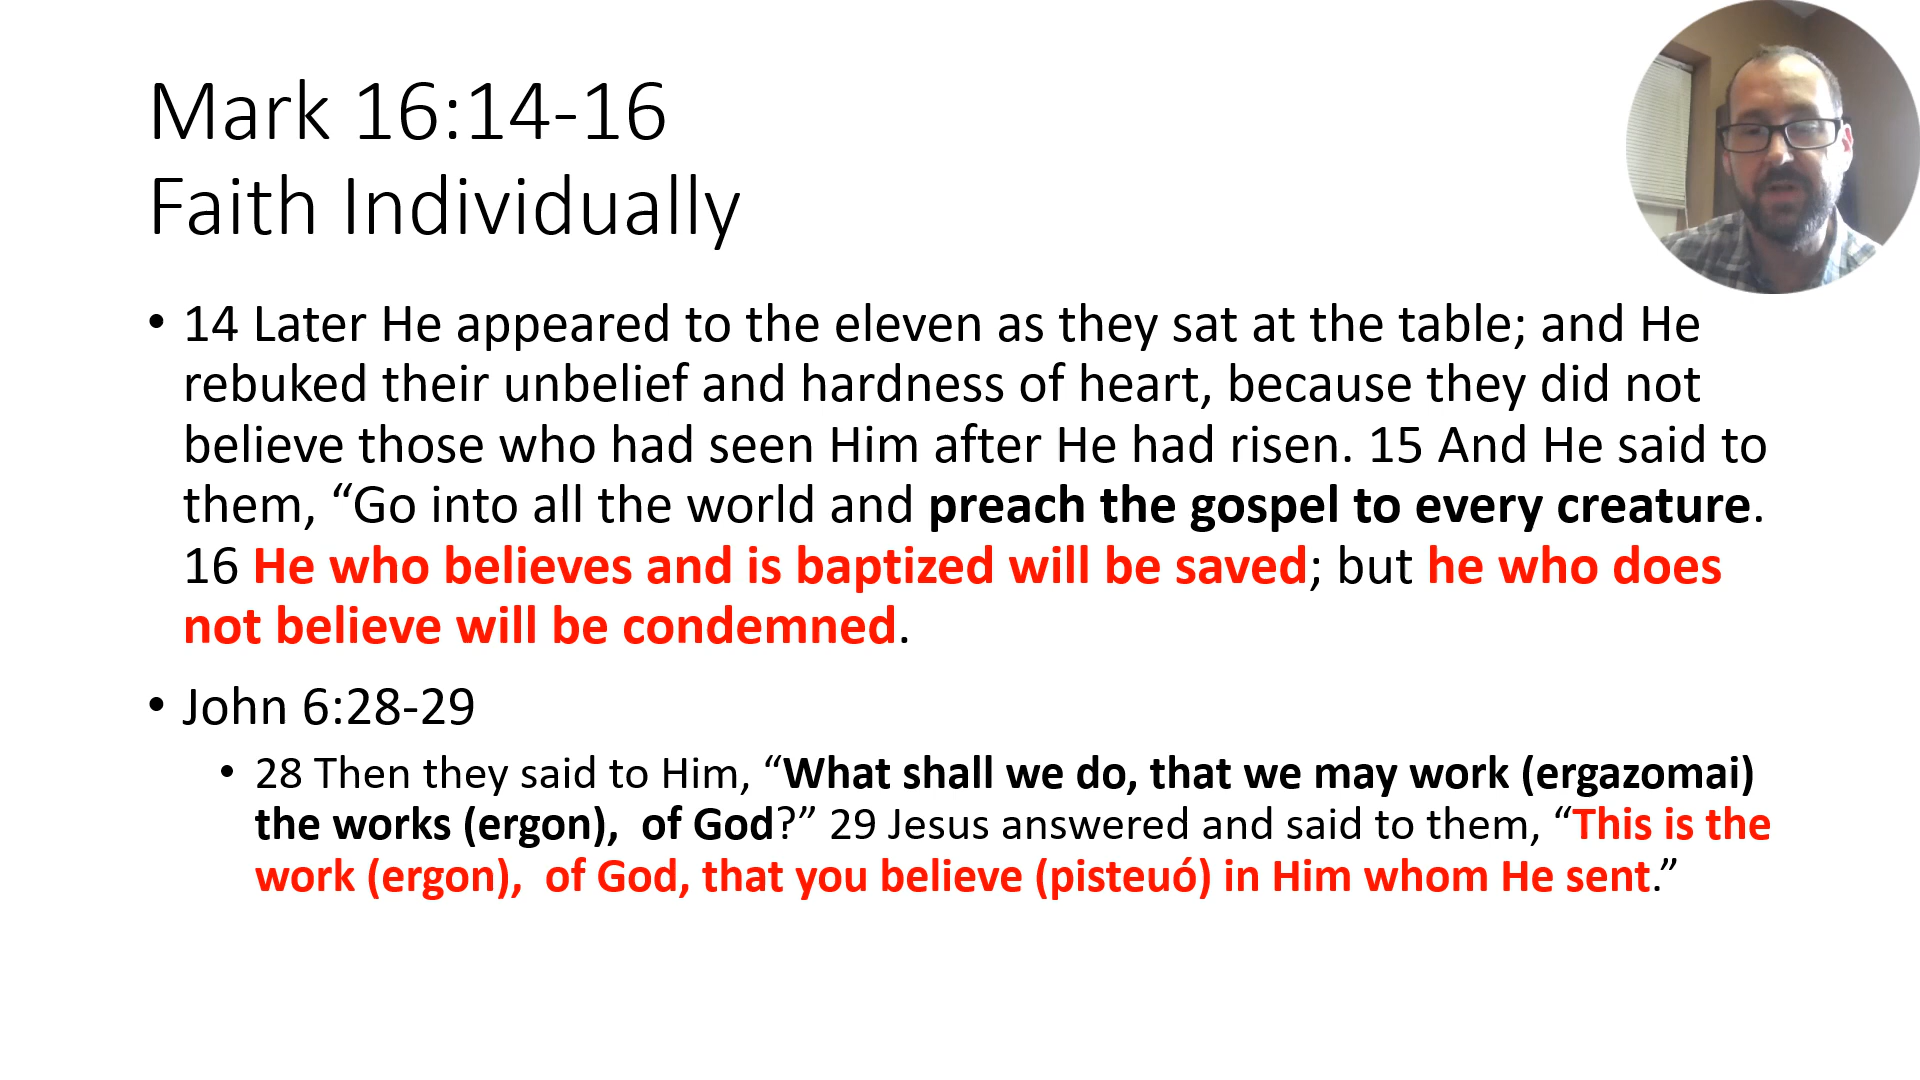 Mark 16:14-16
Faith Individually
• 14 Later He appeared to the eleven as they sat at the table; and He
rebuked their unbelief and hardness of heart, because they did not
believe those who had seen Him after He had risen. 15 And He said to
them, “Go into all the world and preach the gospel to every creature.
16 He who believes and is baptized will be saved; but he who does
not believe will be condemned.
• John 6:28-29
• 28 Then they said to Him, “What shall we do, that we may work (ergazomai)
the works (ergon),  of God?” 29 Jesus answered and said to them, “This is the
work (ergon),  of God, that you believe (pisteuó) in Him whom He sent.”